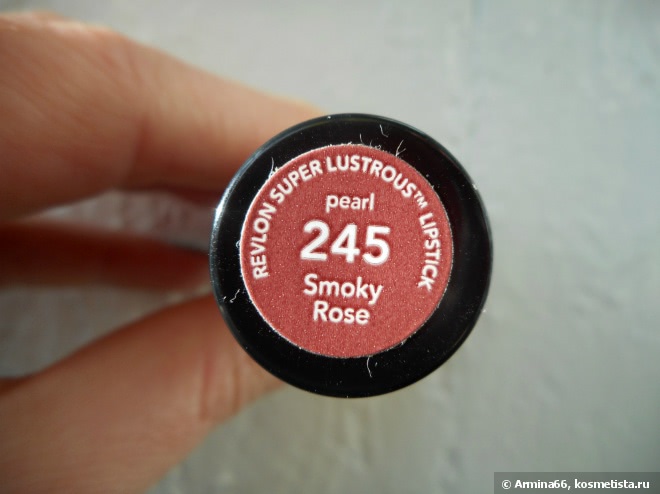 REVLON SUPER LUSTROUS™ LIPSTICK
pearl
245
Smoky
Rose
© Armina66, kosmetista.ru